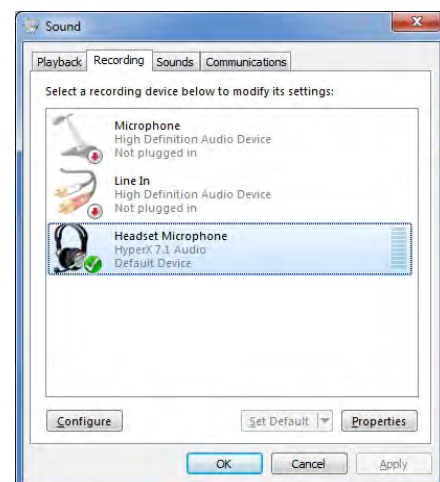 Sound
Playback Recording Sounds Communications
Select a recording device below to modify its settings:
Microphone
High Definition Audio Device
Not plugged in
Line In
High Definition Audio Device
Not plugged in
Headset Microphone
HyperX 7.1 Audio
Default Device
Configure Set Default Properties
OK Cancel Apply